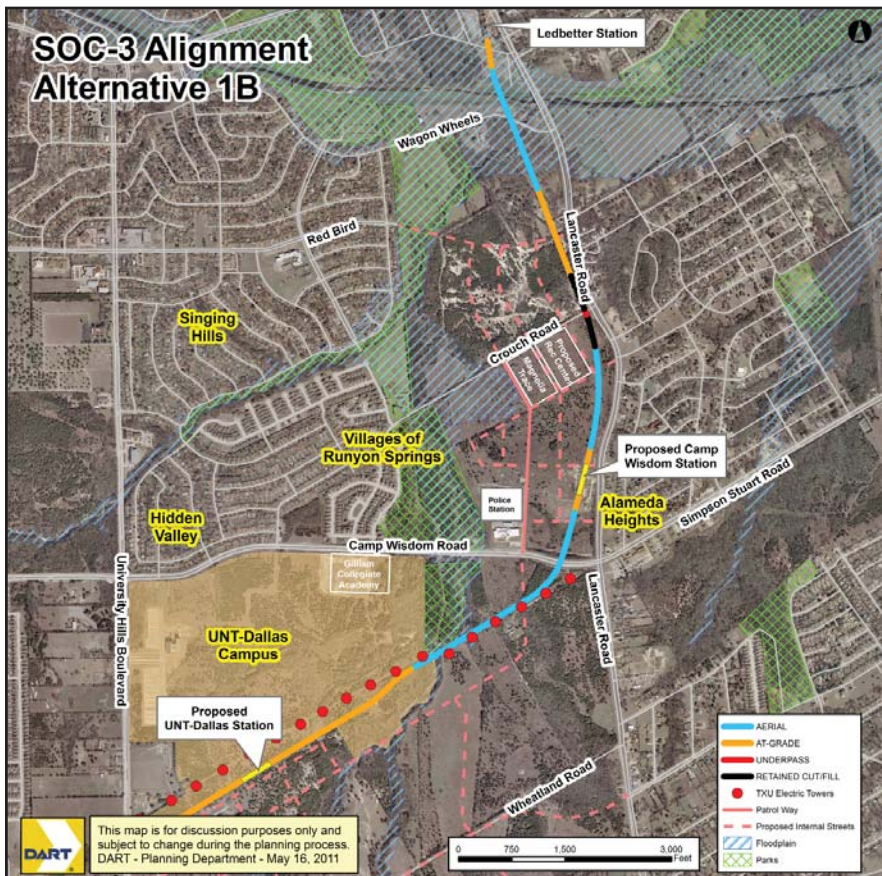 SOC-3 Alignment
Alternative 1B
Ledbetter Station
Wagon Wheels
Lancaster Road
Red Bird
Singing
Hills
Crouch Road
Magnolia
Trace
Proposed
Rec Center
Villages of
Runyon Springs
Proposed Camp
Wisdom Station
Simpson Stuart Road
Police
Station
Alameda
Heights
Hidden
Valley
Camp Wisdom Road
Gilliam
Collegiate
Academy
University Hills Boulevard
Lancaster Road
UNT-Dallas
Campus
Proposed
UNT-Dallas Station
Wheatland Road
AERIAL
AT-GRADE
UNDERPASS
RETAINED CUT/FILL
TXU Electric Towers
Patrol Way
Proposed Internal Streets
Floodplain
Parks
DART
This map is for discussion purposes only and
subject to change during the planning process.
DART - Planning Department - May 16, 2011
0 750 1,500 3,000
Feet